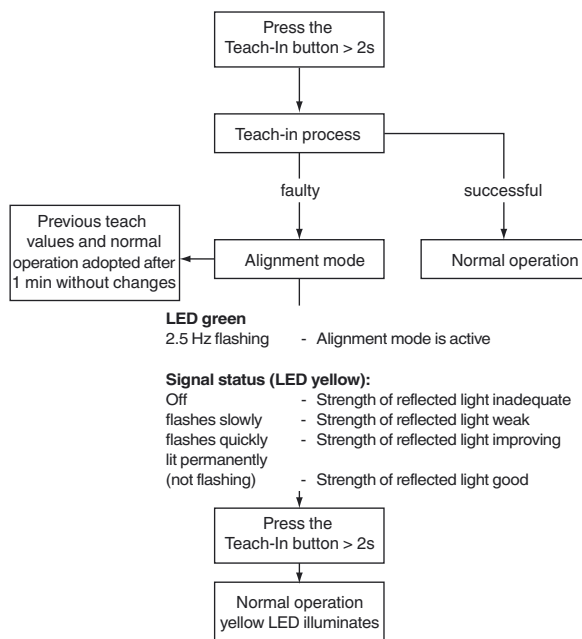 Press the
Teach-In button > 2s
Teach-in process
faulty
successful
Previous teach
values and normal
operation adopted after
1 min without changes
Alignment mode
Normal operation
LED green
2.5 Hz flashing - Alignment mode is active
Signal status (LED yellow):
Off - Strength of reflected light inadequate
flashes slowly - Strength of reflected light weak
flashes quickly - Strength of reflected light improving
lit permanently
(not flashing) - Strength of reflected light good
Press the
Teach-In button > 2s
Normal operation
yellow LED illuminates